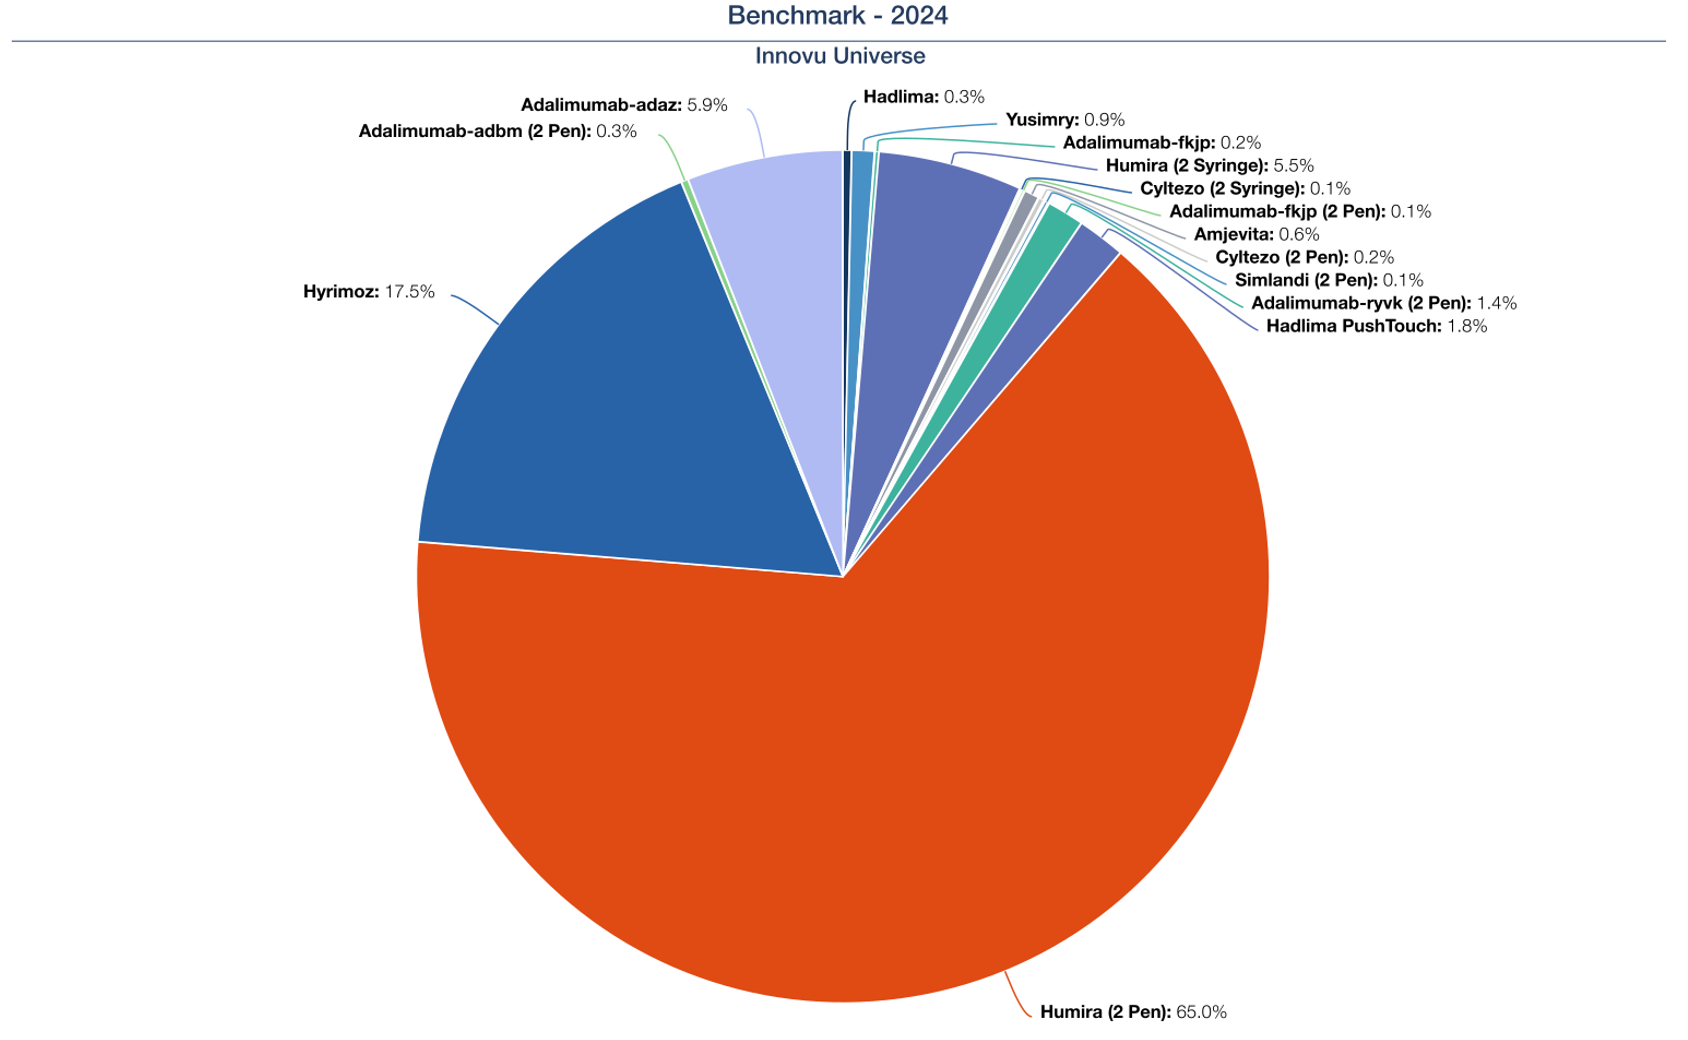 Benchmark - 2024
Innovu Universe
Hadlima: 0.3%
Adalimumab-adaz: 5.9%
Yusimry: 0.9%
Adalimumab-adbm (2 Pen): 0.3%
Adalimumab-fkjp: 0.2%
Humira (2 Syringe): 5.5%
Cyltezo (2 Syringe): 0.1%
Adalimumab-fkjp (2 Pen): 0.1%
Amjevita: 0.6%
Cyltezo (2 Pen): 0.2%
Simlandi (2 Pen): 0.1%
Hyrimoz: 17.5%
Adalimumab-ryvk (2 Pen): 1.4%
Hadlima PushTouch: 1.8%
Humira (2 Pen): 65.0%